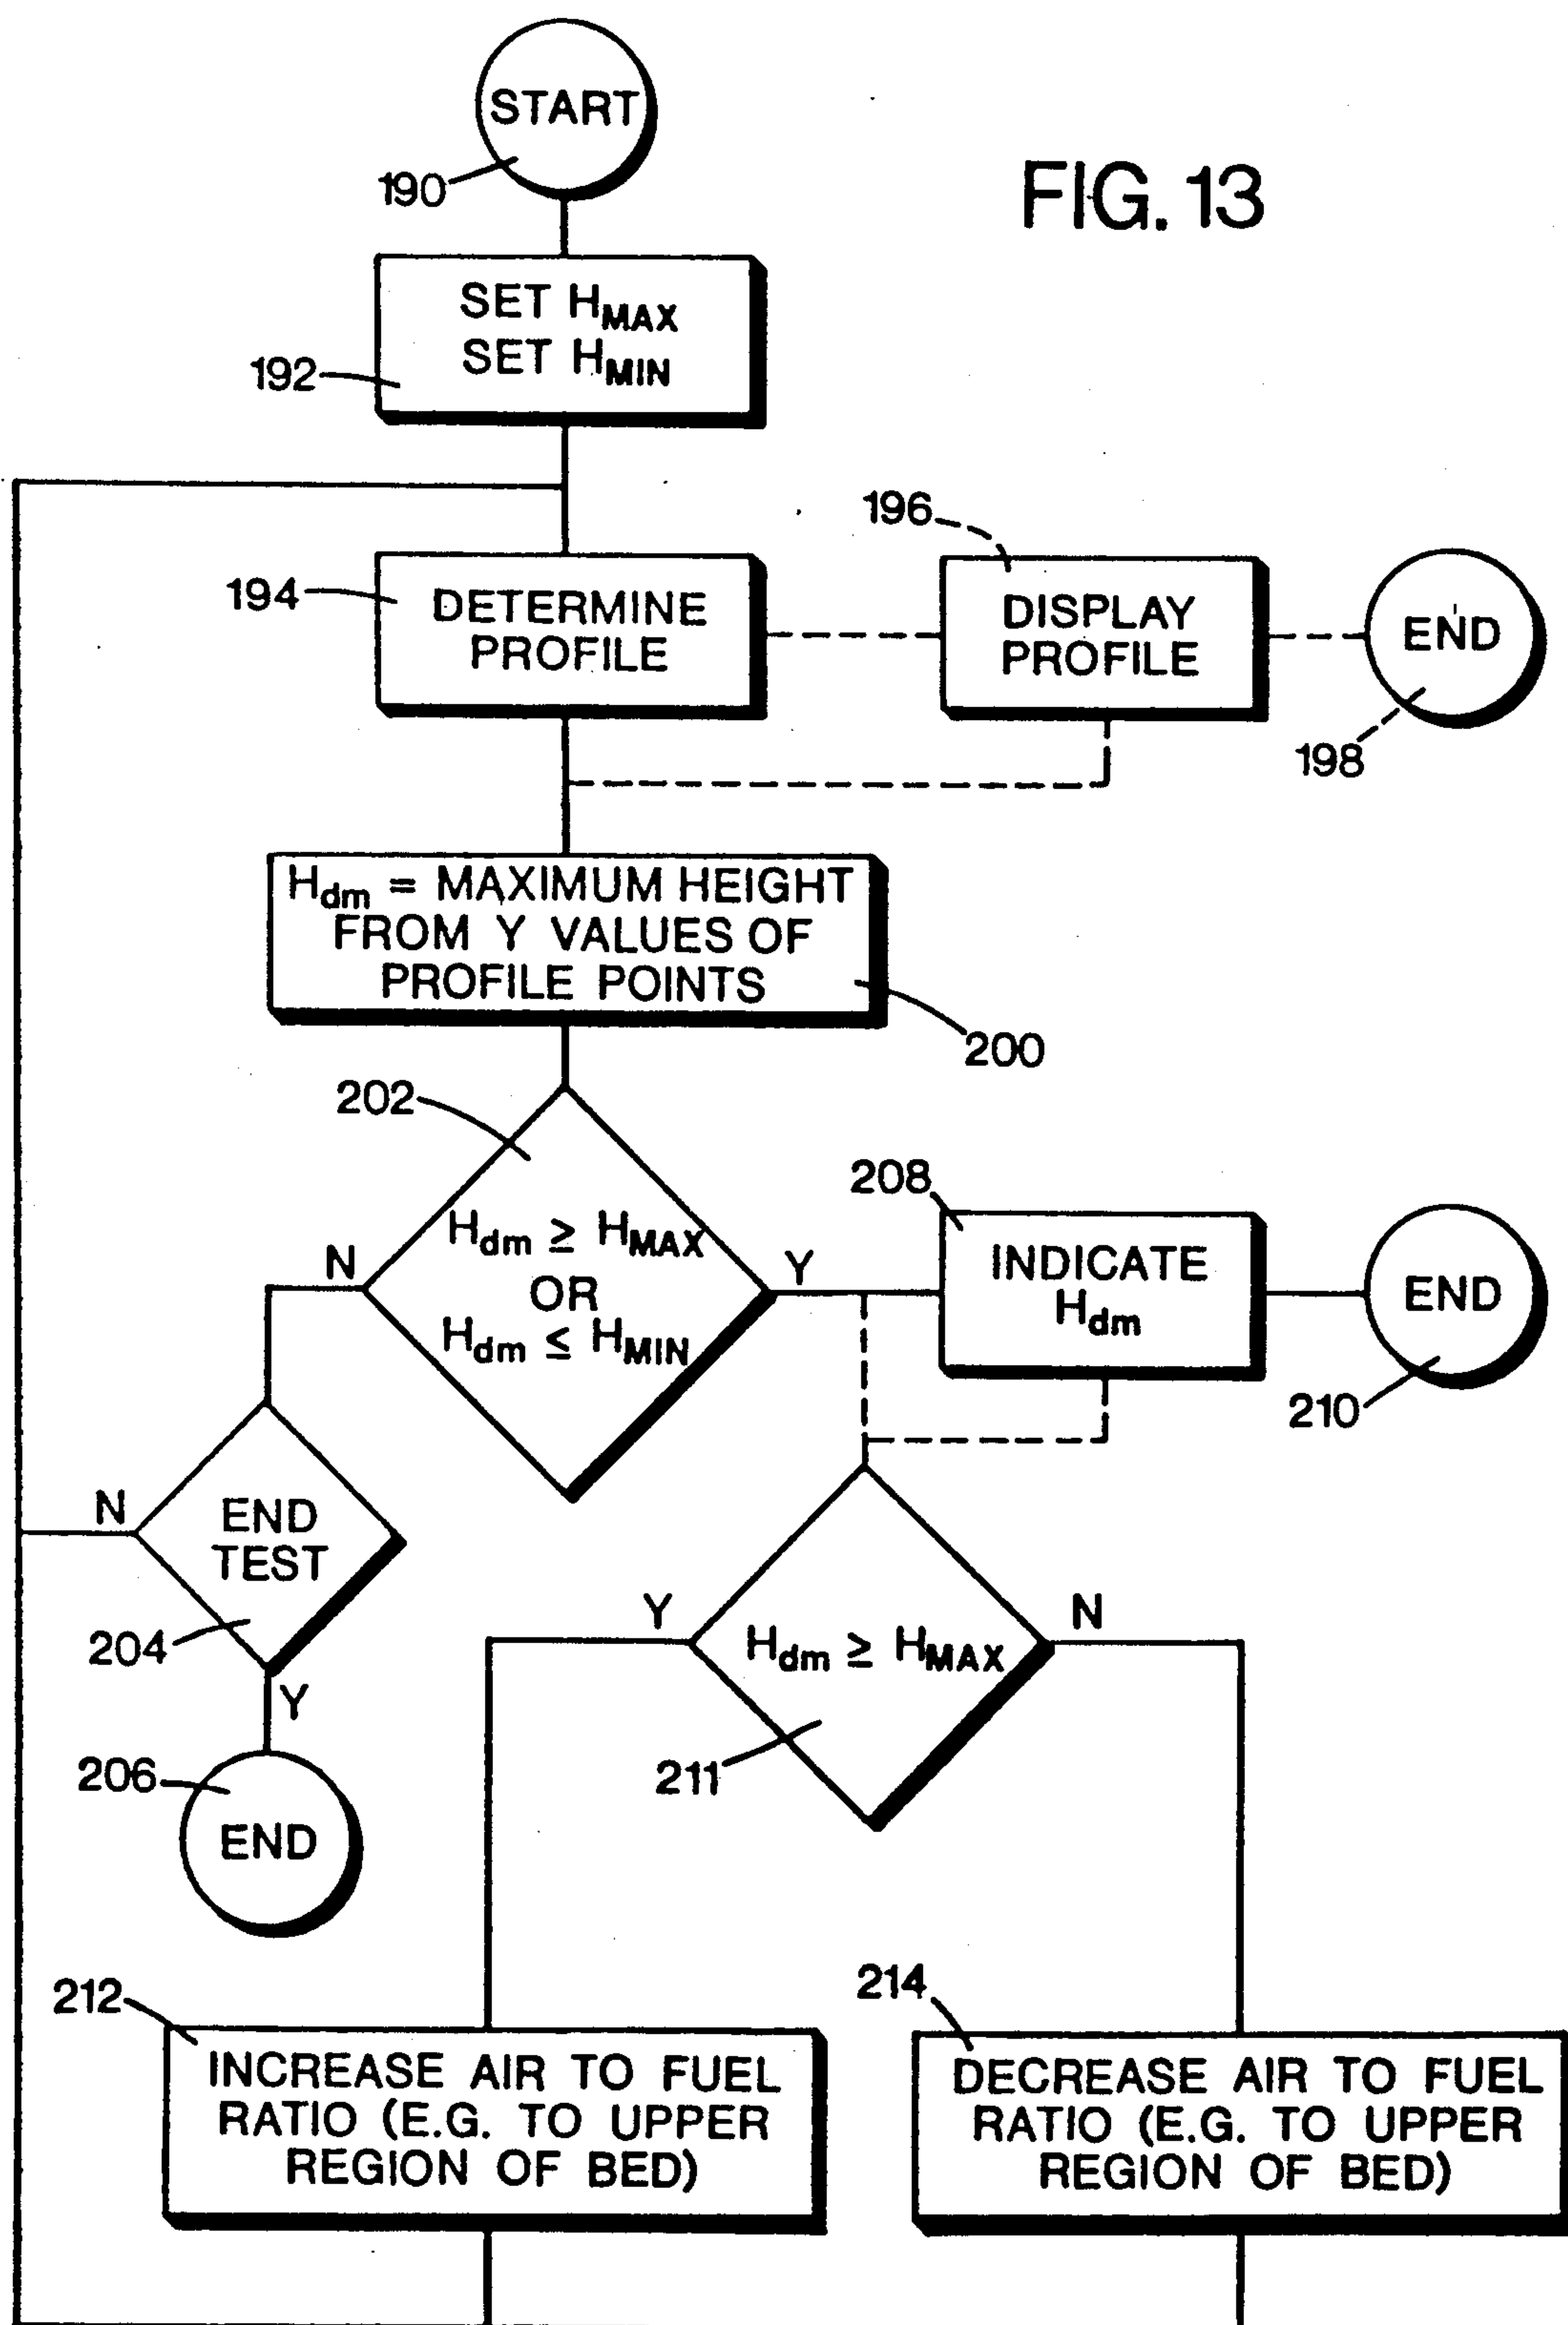 START
190
FIG. 13
SET HMAX
SET HMIN
192
196
194
DETERMINE
PROFILE
DISPLAY
PROFILE
END
198
Hdm = MAXIMUM HEIGHT
FROM Y VALUES OF
PROFILE POINTS
200
202
208
Hdm ≥ HMAX
OR
Hdm ≤ HMIN
N
Y
INDICATE
Hdm
END
210
N
END
TEST
204
Y
206
END
Y
Hdm ≥ HMAX
N
211
212
INCREASE AIR TO FUEL
RATIO (E.G. TO UPPER
REGION OF BED)
214
DECREASE AIR TO FUEL
RATIO (E.G. TO UPPER
REGION OF BED)